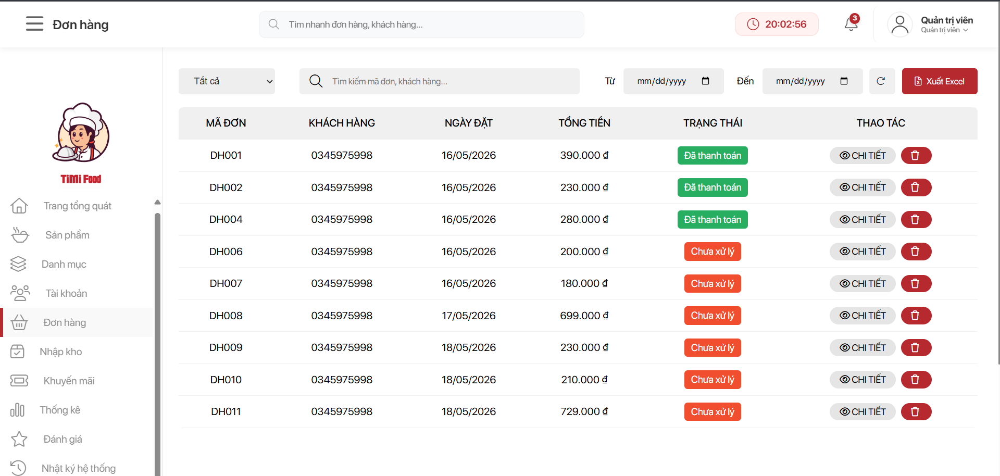 Đơn hàng
Tìm nhanh đơn hàng, khách hàng...
20:02:56
3
Quản trị viên
Quản trị viên
TiMi Food
Trang tổng quát
Sản phẩm
Danh mục
Tài khoản
Đơn hàng
Nhập kho
Khuyến mãi
Thống kê
Đánh giá
Nhật ký hệ thống
Tất cả
Tìm kiếm mã đơn, khách hàng...
Từ mm/dd/yyyy Đến mm/dd/yyyy
Xuất Excel
MÃ ĐƠN KHÁCH HÀNG NGÀY ĐẶT TỔNG TIỀN TRẠNG THÁI THAO TÁC
DH001 0345975998 16/05/2026 390.000 ₫ Đã thanh toán CHI TIẾT
DH002 0345975998 16/05/2026 230.000 ₫ Đã thanh toán CHI TIẾT
DH004 0345975998 16/05/2026 280.000 ₫ Đã thanh toán CHI TIẾT
DH006 0345975998 16/05/2026 200.000 ₫ Chưa xử lý CHI TIẾT
DH007 0345975998 16/05/2026 180.000 ₫ Chưa xử lý CHI TIẾT
DH008 0345975998 17/05/2026 699.000 ₫ Chưa xử lý CHI TIẾT
DH009 0345975998 18/05/2026 230.000 ₫ Chưa xử lý CHI TIẾT
DH010 0345975998 18/05/2026 210.000 ₫ Chưa xử lý CHI TIẾT
DH011 0345975998 18/05/2026 729.000 ₫ Chưa xử lý CHI TIẾT